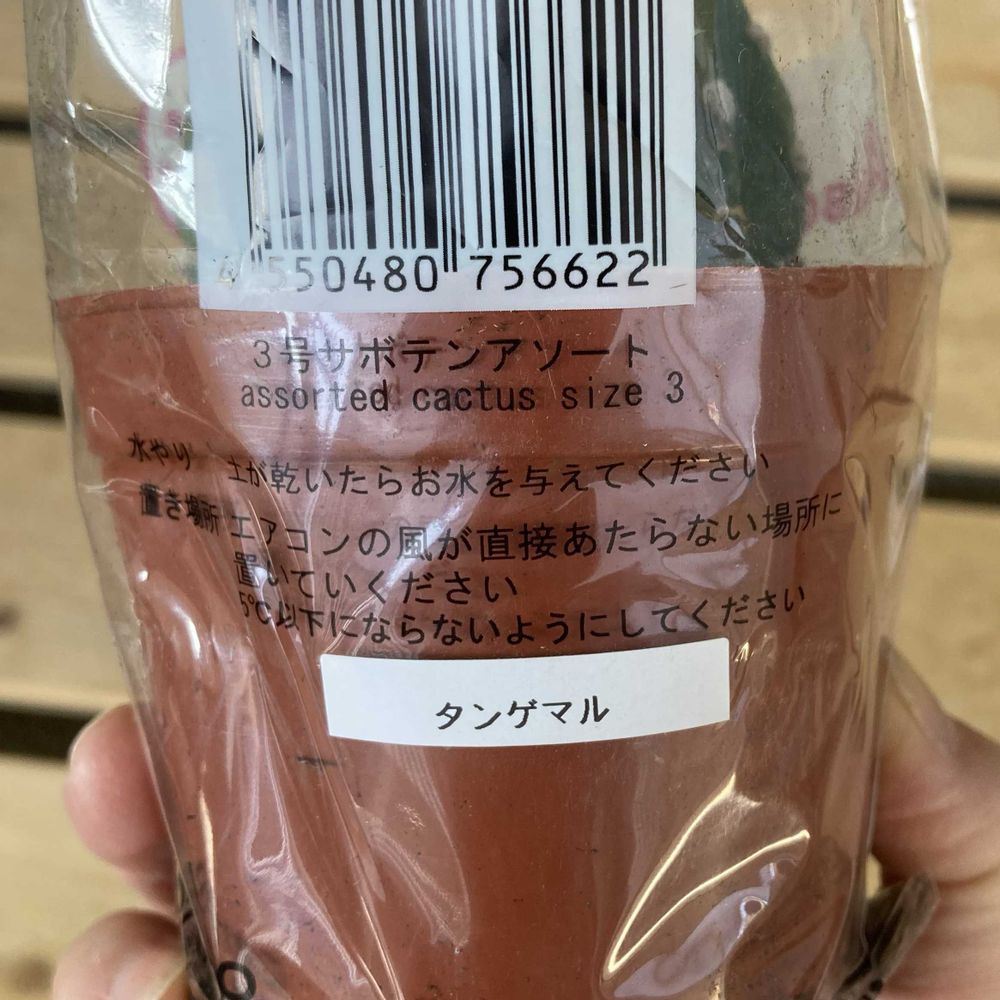 4 550480 756622
3号サボテンアソート
assorted cactus size 3
水やり 土が乾いたらお水を与えてください
置き場所 エアコンの風が直接あたらない場所に
置いていください
5℃以下にならないようにしてください
タンゲマル